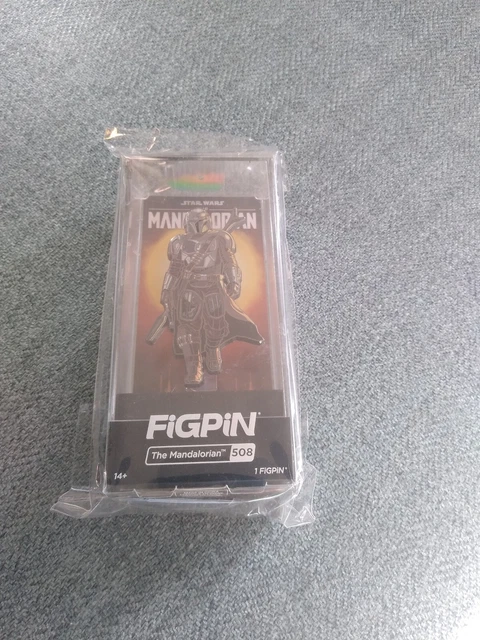 STAR WARS
MANDALORIAN
FiGPiN
The Mandalorian™ 508
14+
1 FIGPIN®